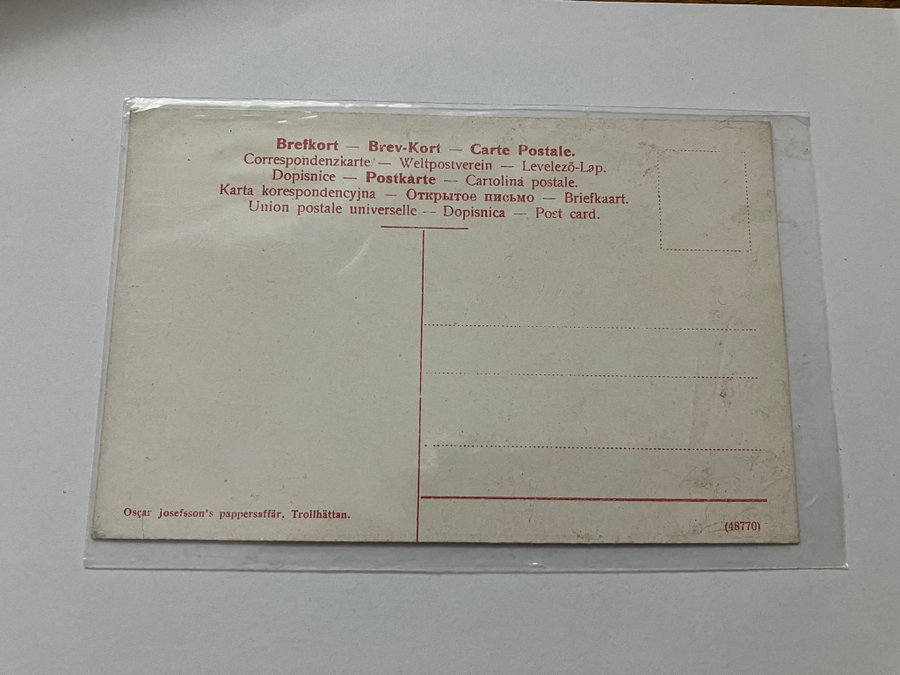 Brefkort — Brev-Kort — Carte Postale.
Correspondenzkarte — Weltpostverein — Levelező-Lap.
Dopisnice — Postkarte — Cartolina postale.
Karta korespondencyjna — Открытое письмо — Briefkaart.
Union postale universelle — Dopisnica — Post card.
Oscar josefsson's pappersaffär, Trollhättan.
(48770)